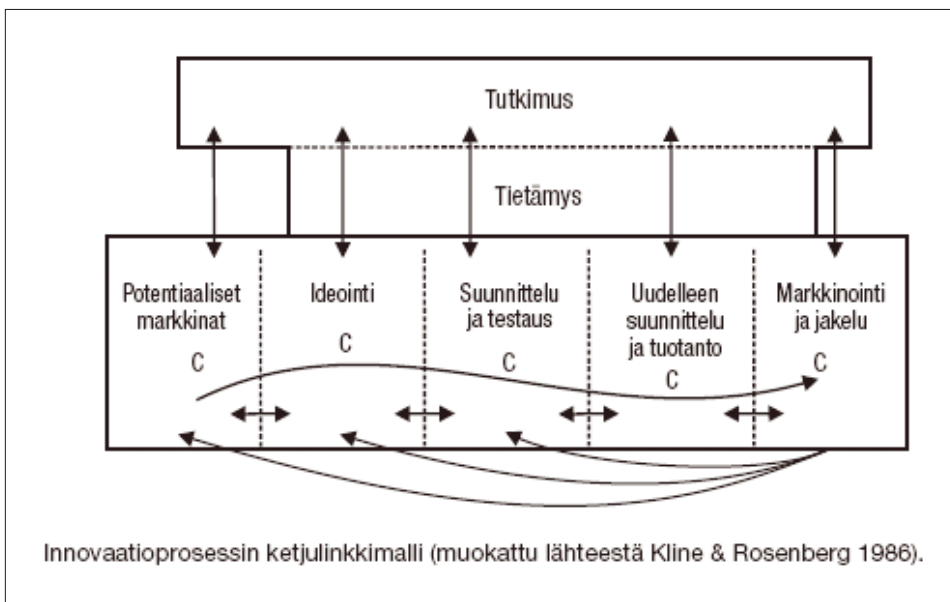 Tutkimus
Tietämys
Potentiaaliset
markkinat
C
Ideointi
C
Suunnittelu
ja testaus
C
Uudelleen
suunnittelu
ja tuotanto
C
Markkinointi
ja jakelu
C
Innovaatioprosessin ketjulinkkimalli (muokattu lähteestä Kline & Rosenberg 1986).